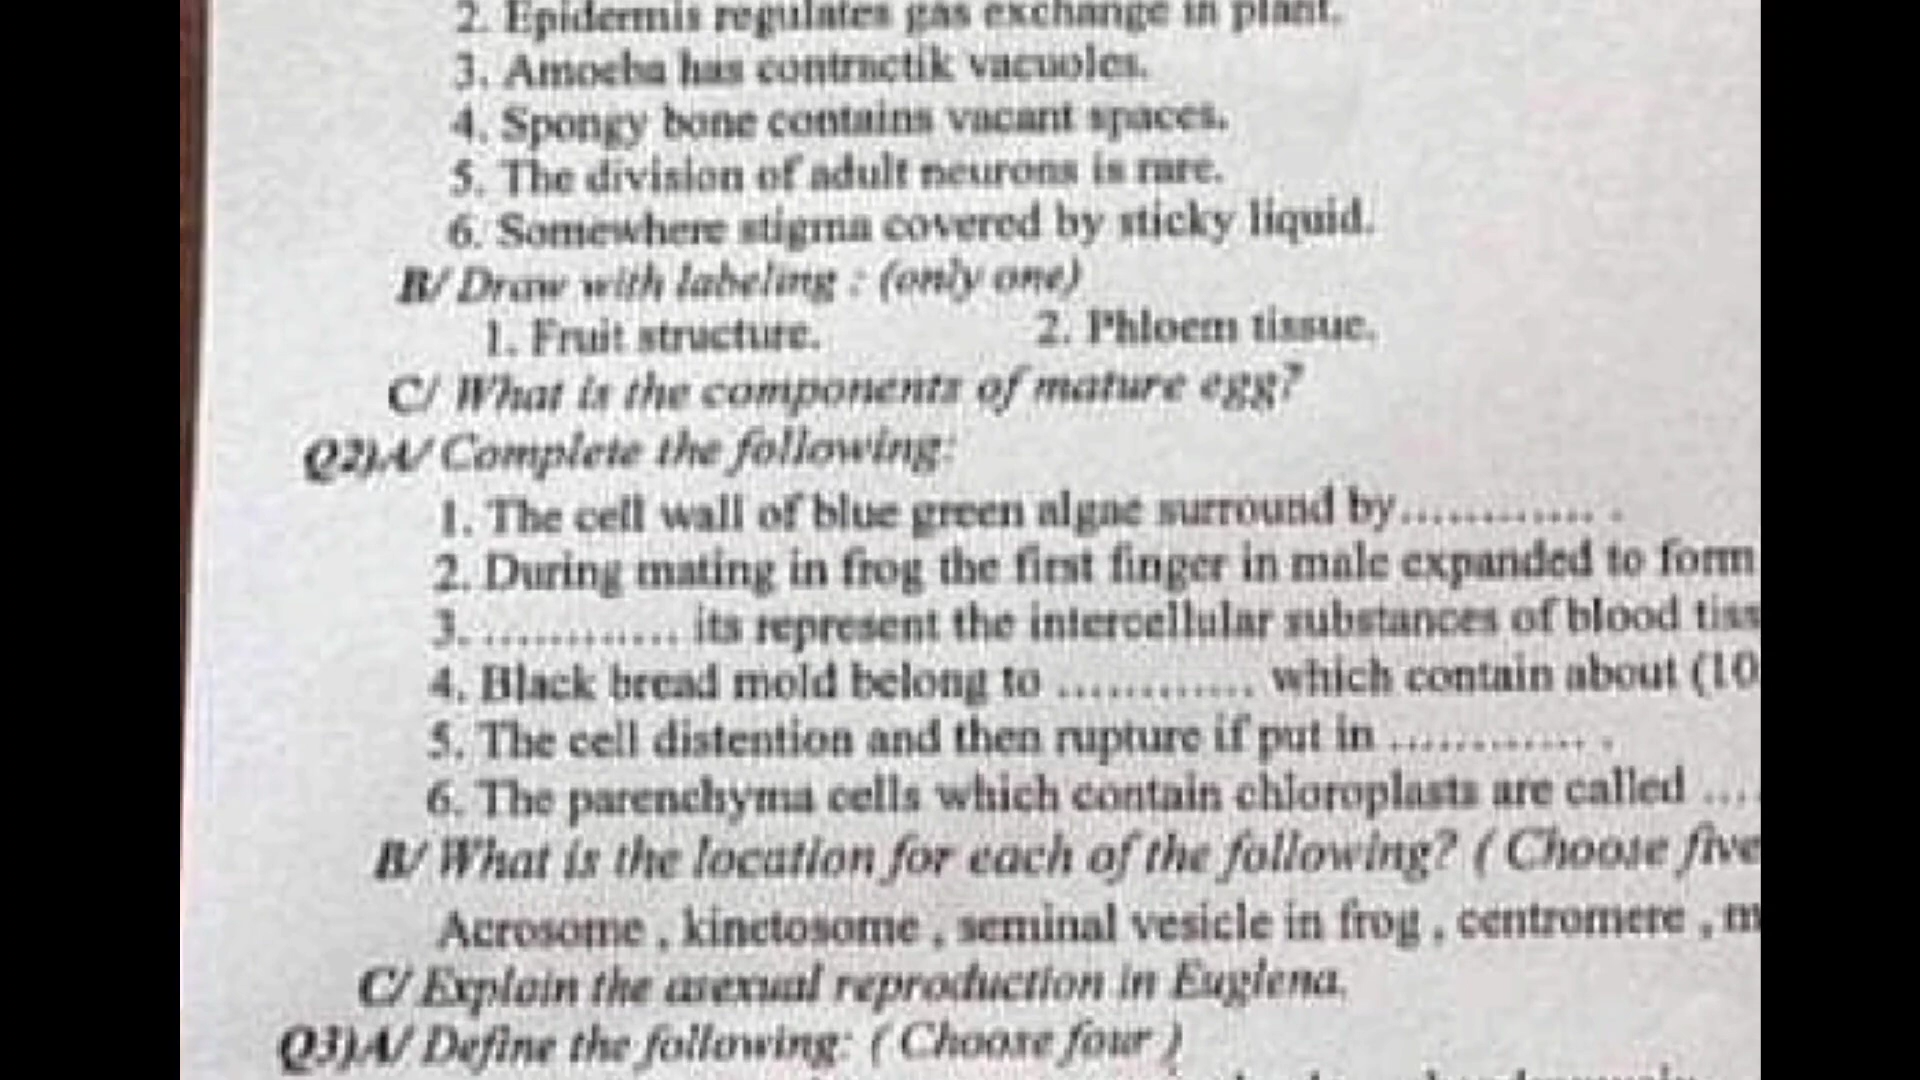 2. Epidermis regulates gas exchange in plant.
3. Amoeba has contractik vacuoles.
4. Spongy bone contains vacant spaces.
5. The division of adult neurons is rare.
6. Somewhere stigma covered by sticky liquid.
B/ Draw with labeling : (only one)
1. Fruit structure. 2. Phloem tissue.
C/ What is the components of mature egg?
Q2)A/ Complete the following:
1. The cell wall of blue green algae surround by............. .
2. During mating in frog the first finger in male expanded to form
3. ............. its represent the intercellular substances of blood tiss
4. Black bread mold belong to ............. which contain about (10
5. The cell distention and then rupture if put in ............. .
6. The parenchyma cells which contain chloroplasts are called ....
B/ What is the location for each of the following? ( Choose five
Acrosome , kinetosome , seminal vesicle in frog , centromere , m
C/ Explain the asexual reproduction in Euglena.
Q3)A/ Define the following: ( Choose four )